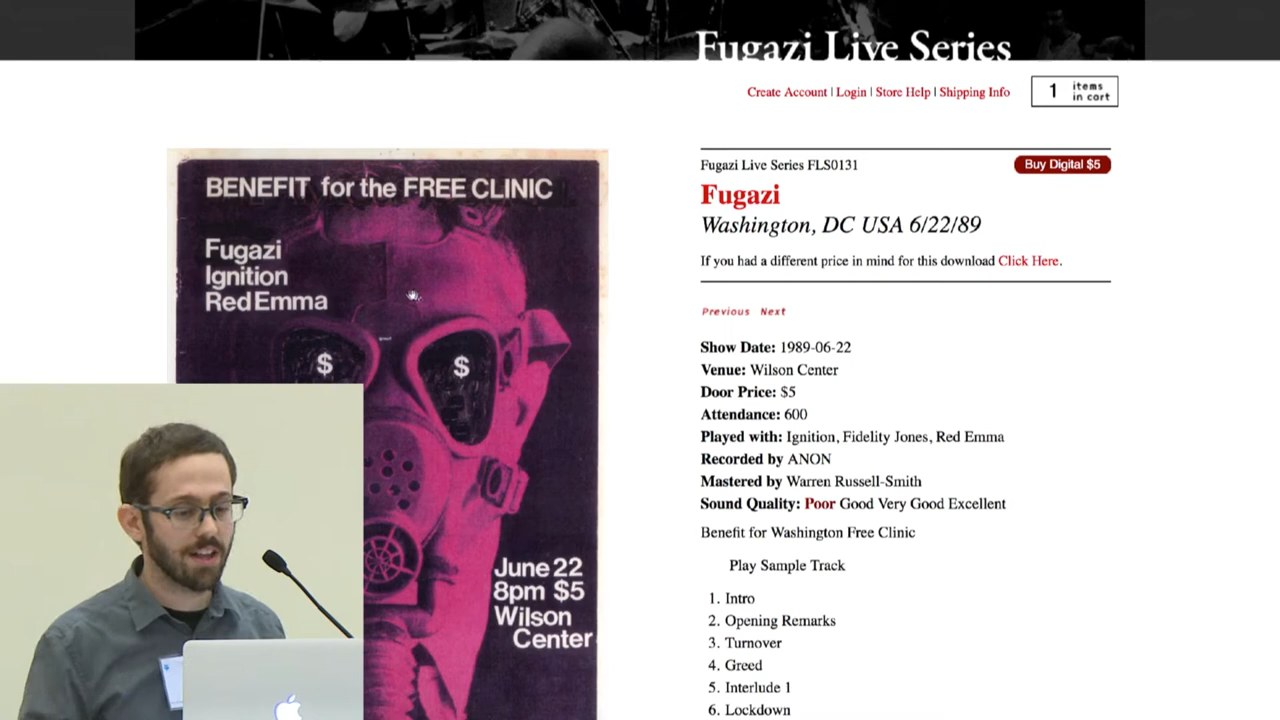 Fugazi Live Series
Create Account | Login | Store Help | Shipping Info
1 items in cart
BENEFIT for the FREE CLINIC
Fugazi
Ignition
Red Emma
$ $
June 22
8pm $5
Wilson
Center
Fugazi Live Series FLS0131
Buy Digital $5
Fugazi
Washington, DC USA 6/22/89
If you had a different price in mind for this download Click Here.
Previous Next
Show Date: 1989-06-22
Venue: Wilson Center
Door Price: $5
Attendance: 600
Played with: Ignition, Fidelity Jones, Red Emma
Recorded by ANON
Mastered by Warren Russell-Smith
Sound Quality: Poor Good Very Good Excellent
Benefit for Washington Free Clinic
Play Sample Track
1. Intro
2. Opening Remarks
3. Turnover
4. Greed
5. Interlude 1
6. Lockdown